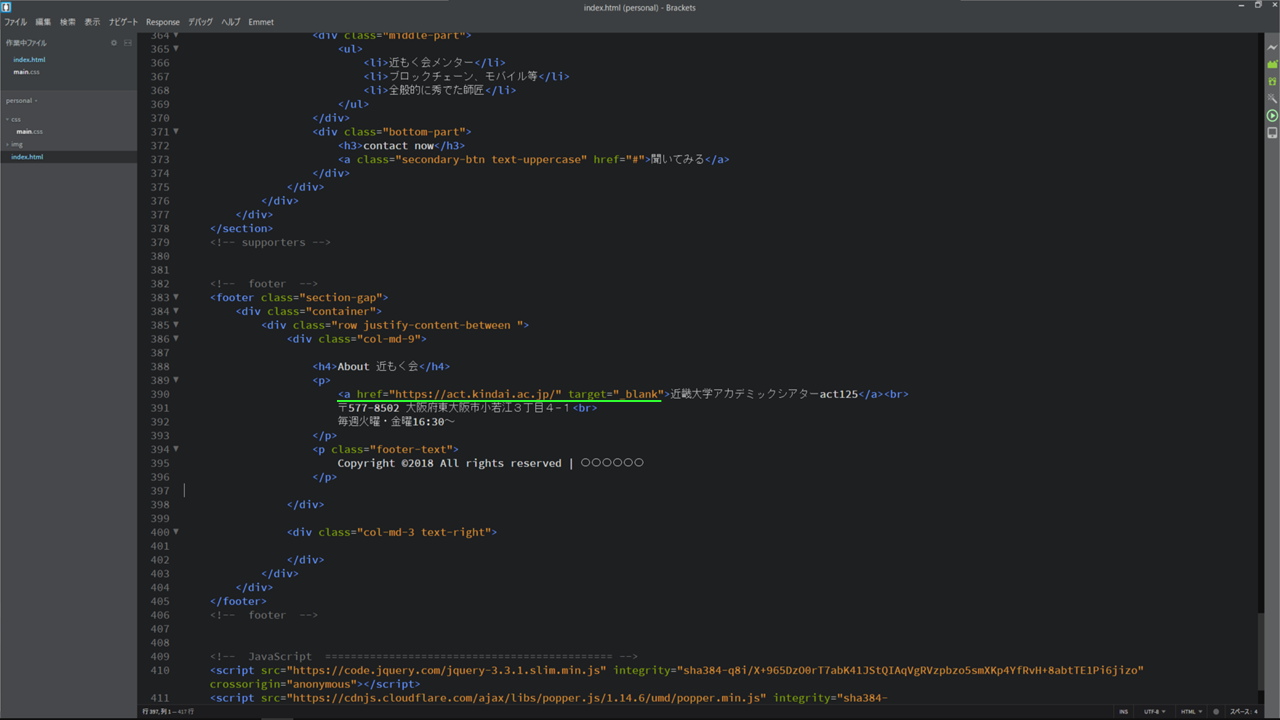 index.html (personal) - Brackets
ファイル 編集 検索 表示 ナビゲート Response デバッグ ヘルプ Emmet
作業中ファイル
index.html
main.css
personal
css
main.css
img
index.html
364 <div class="middle-part">
365 <ul>
366 <li>近もく会メンター</li>
367 <li>ブロックチェーン、モバイル等</li>
368 <li>全般的に秀でた師匠</li>
369 </ul>
370 </div>
371 <div class="bottom-part">
372 <h3>contact now</h3>
373 <a class="secondary-btn text-uppercase" href="#">聞いてみる</a>
374 </div>
375 </div>
376 </div>
377 </div>
378 </section>
379 <!-- supporters -->
380
381
382 <!-- footer -->
383 <footer class="section-gap">
384 <div class="container">
385 <div class="row justify-content-between ">
386 <div class="col-md-9">
387
388 <h4>About 近もく会</h4>
389 <p>
390 <a href="https://act.kindai.ac.jp/" target="_blank">近畿大学アカデミックシアターact125</a><br>
391 〒577-8502 大阪府東大阪市小若江３丁目４−１<br>
392 毎週火曜・金曜16:30〜
393 </p>
394 <p class="footer-text">
395 Copyright ©2018 All rights reserved | ○○○○○○
396 </p>
397
398 </div>
399
400 <div class="col-md-3 text-right">
401
402 </div>
403 </div>
404 </div>
405 </footer>
406 <!-- footer -->
407
408
409 <!-- JavaScript ============================================= -->
410 <script src="https://code.jquery.com/jquery-3.3.1.slim.min.js" integrity="sha384-q8i/X+965DzO0rT7abK41JStQIAqVgRVzpbzo5smXKp4YfRvH+8abtTE1Pi6jizo"
crossorigin="anonymous"></script>
411 <script src="https://cdnjs.cloudflare.com/ajax/libs/popper.js/1.14.6/umd/popper.min.js" integrity="sha384-
行 397, 列 1 — 417 行 INS UTF-8 HTML スペース: 4